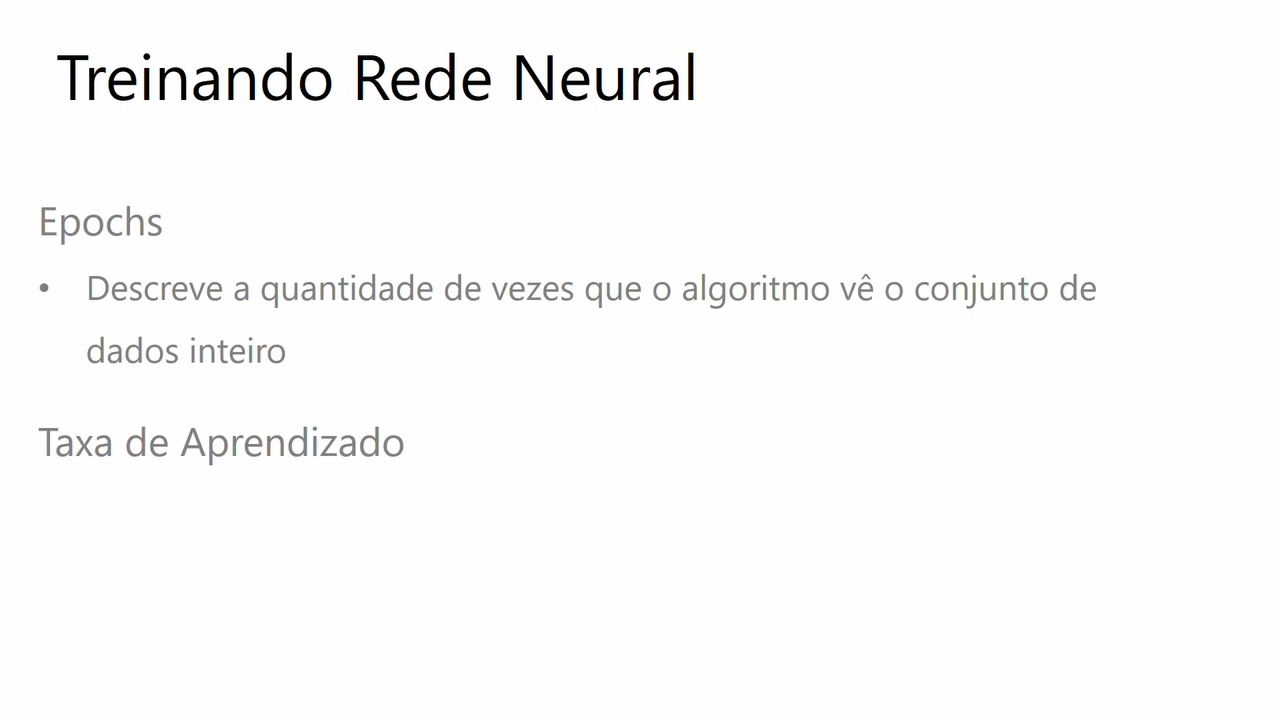 Treinando Rede Neural
Epochs
• Descreve a quantidade de vezes que o algoritmo vê o conjunto de
dados inteiro
Taxa de Aprendizado